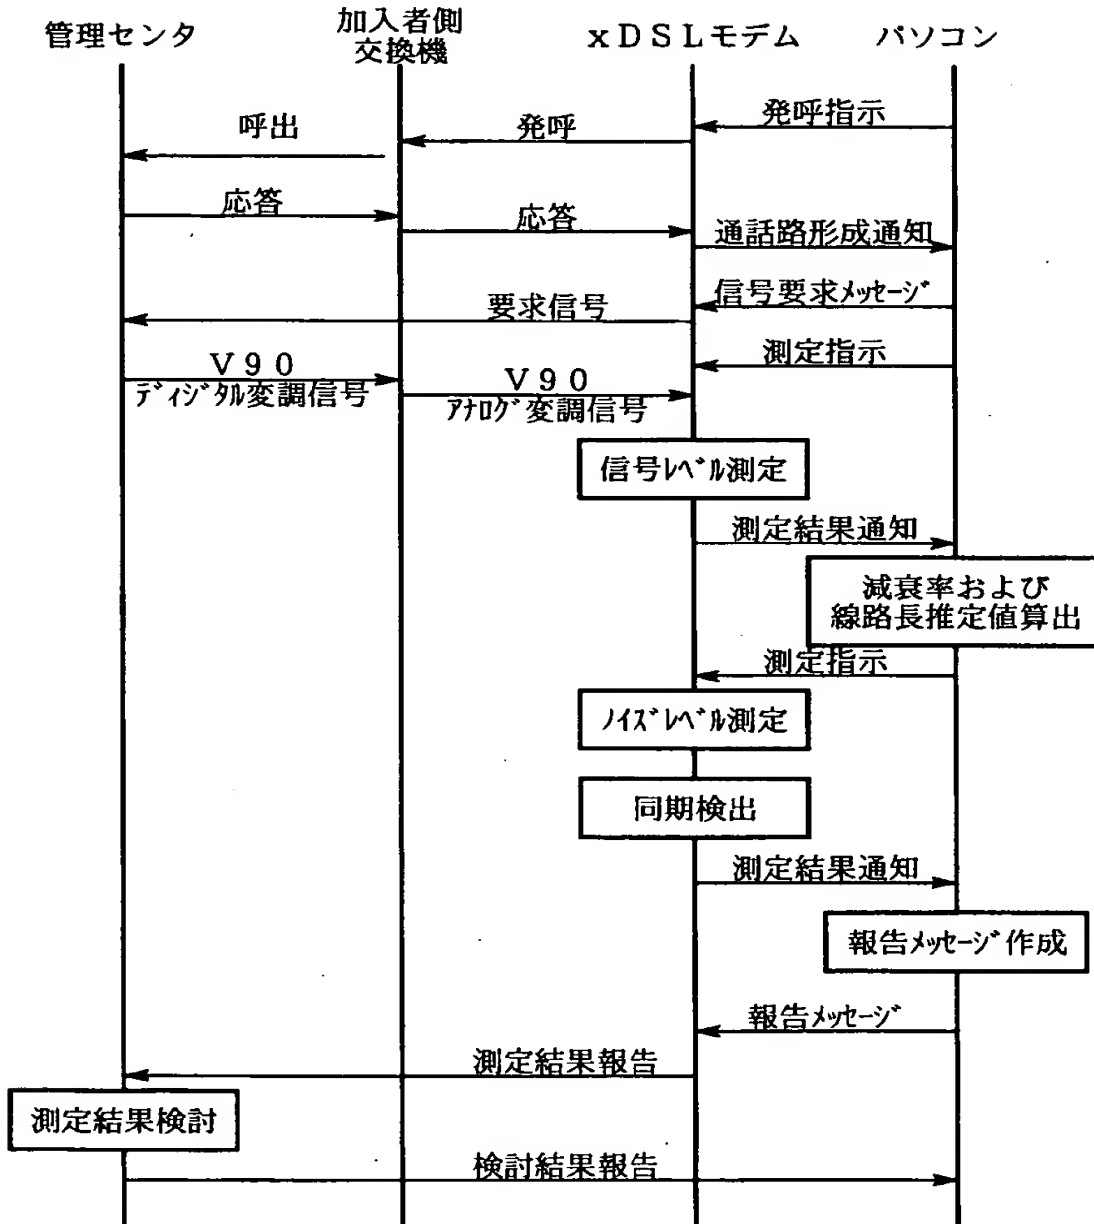 管理センタ
加入者側
交換機
xDSLモデム
パソコン
発呼指示
発呼
呼出
応答
応答
通話路形成通知
信号要求メッセージ
要求信号
測定指示
V90
ディジタル変調信号
V90
アナログ変調信号
信号レベル測定
測定結果通知
減衰率および
線路長推定値算出
測定指示
ノイズレベル測定
同期検出
測定結果通知
報告メッセージ作成
報告メッセージ
測定結果報告
測定結果検討
検討結果報告